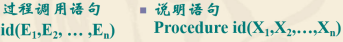 过程调用语句
id(E₁,E₂, … ,Eₙ)
▪ 说明语句
Procedure id(X₁,X₂,…,Xₙ)